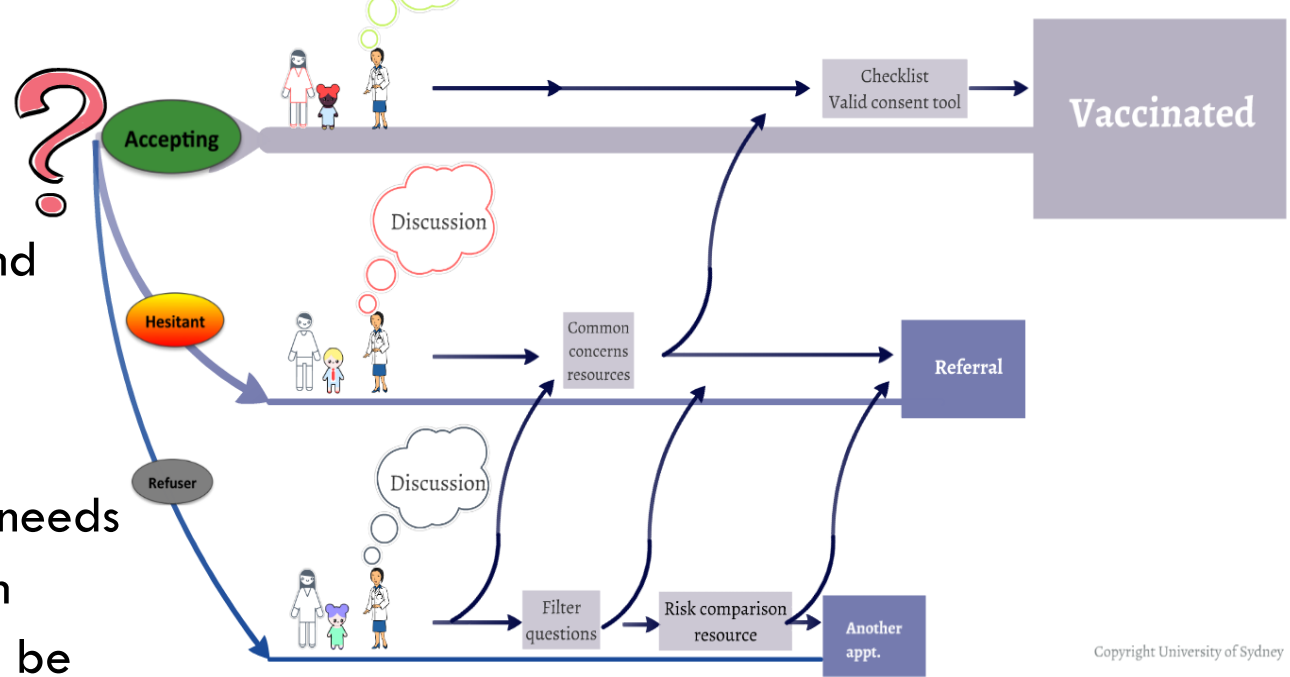 Accepting
Checklist
Valid consent tool
Vaccinated
Discussion
nd
Hesitant
Common
concerns
resources
Referral
Discussion
Refuser
needs
be
Filter
questions
Risk comparison
resource
Another
appt.
Copyright University of Sydney